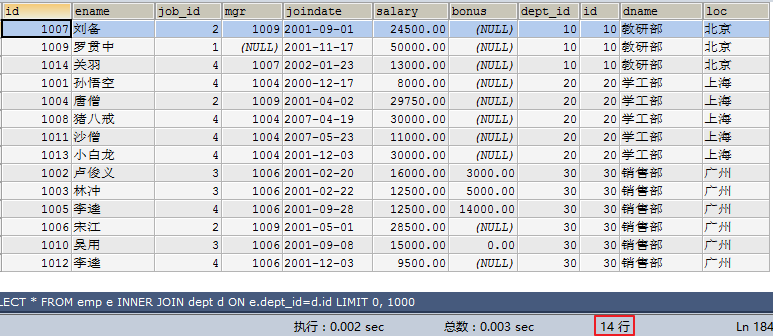 id ename job_id mgr joindate salary bonus dept_id id dname loc
1007 刘备 2 1009 2001-09-01 24500.00 (NULL) 10 10 教研部 北京
1009 罗贯中 1 (NULL) 2001-11-17 50000.00 (NULL) 10 10 教研部 北京
1014 关羽 4 1007 2002-01-23 13000.00 (NULL) 10 10 教研部 北京
1001 孙悟空 4 1004 2000-12-17 8000.00 (NULL) 20 20 学工部 上海
1004 唐僧 2 1009 2001-04-02 29750.00 (NULL) 20 20 学工部 上海
1008 猪八戒 4 1004 2007-04-19 30000.00 (NULL) 20 20 学工部 上海
1011 沙僧 4 1004 2007-05-23 11000.00 (NULL) 20 20 学工部 上海
1013 小白龙 4 1004 2001-12-03 30000.00 (NULL) 20 20 学工部 上海
1002 卢俊义 3 1006 2001-02-20 16000.00 3000.00 30 30 销售部 广州
1003 林冲 3 1006 2001-02-22 12500.00 5000.00 30 30 销售部 广州
1005 李逵 4 1006 2001-09-28 12500.00 14000.00 30 30 销售部 广州
1006 宋江 2 1009 2001-05-01 28500.00 (NULL) 30 30 销售部 广州
1010 吴用 3 1006 2001-09-08 15000.00 0.00 30 30 销售部 广州
1012 李逵 4 1006 2001-12-03 9500.00 (NULL) 30 30 销售部 广州
LECT * FROM emp e INNER JOIN dept d ON e.dept_id=d.id LIMIT 0, 1000
执行：0.002 sec 总数：0.003 sec 14 行 Ln 184